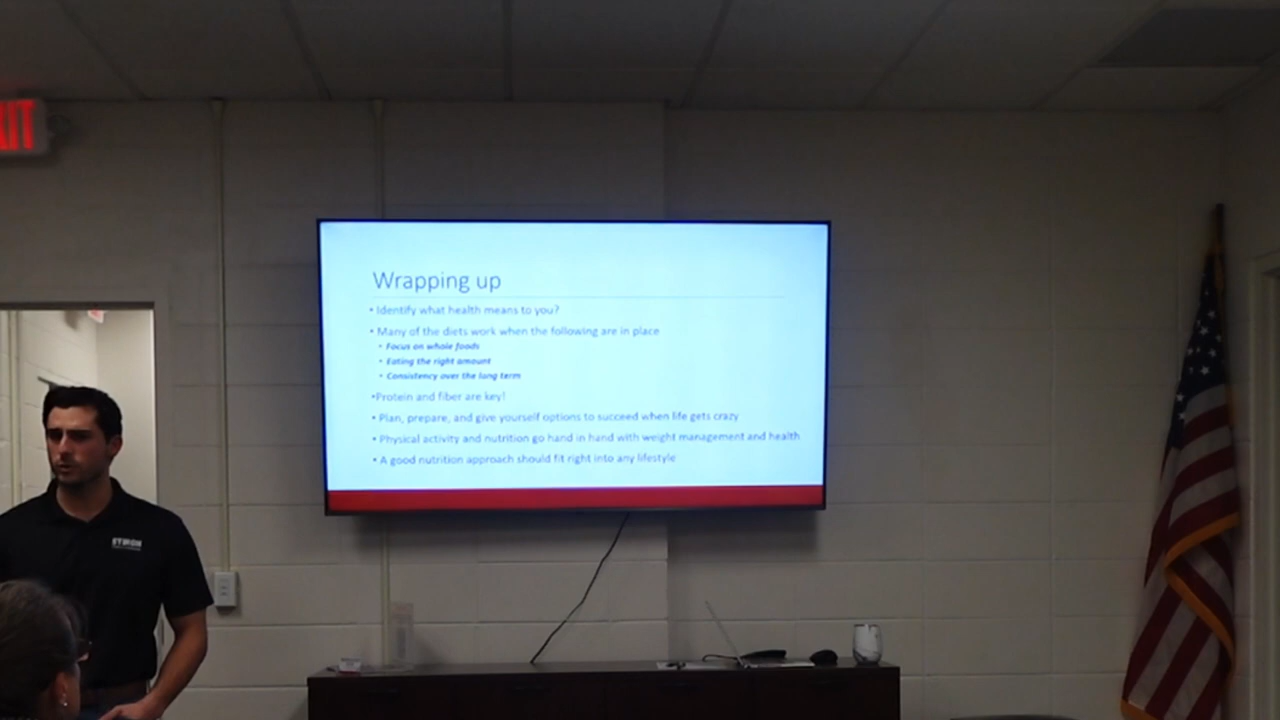 XIT
Wrapping up
• Identify what health means to you?
• Many of the diets work when the following are in place
• Focus on whole foods
• Eating the right amount
• Consistency over the long term
•Protein and fiber are key!
• Plan, prepare, and give yourself options to succeed when life gets crazy
• Physical activity and nutrition go hand in hand with weight management and health
• A good nutrition approach should fit right into any lifestyle